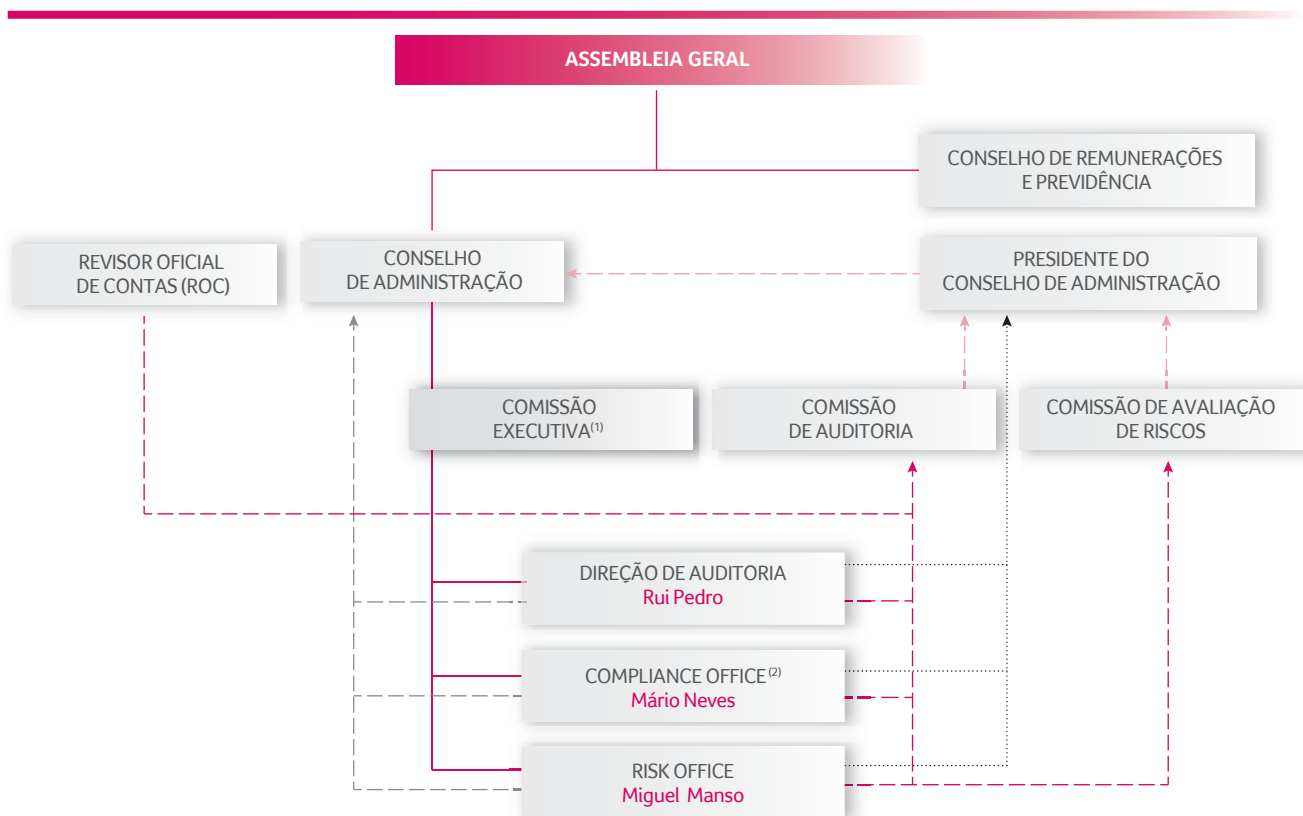 ASSEMBLEIA GERAL
CONSELHO DE REMUNERAÇÕES
E PREVIDÊNCIA
REVISOR OFICIAL
DE CONTAS (ROC)
CONSELHO
DE ADMINISTRAÇÃO
PRESIDENTE DO
CONSELHO DE ADMINISTRAÇÃO
COMISSÃO
EXECUTIVA(1)
COMISSÃO
DE AUDITORIA
COMISSÃO DE AVALIAÇÃO
DE RISCOS
DIREÇÃO DE AUDITORIA
Rui Pedro
COMPLIANCE OFFICE(2)
Mário Neves
RISK OFFICE
Miguel Manso